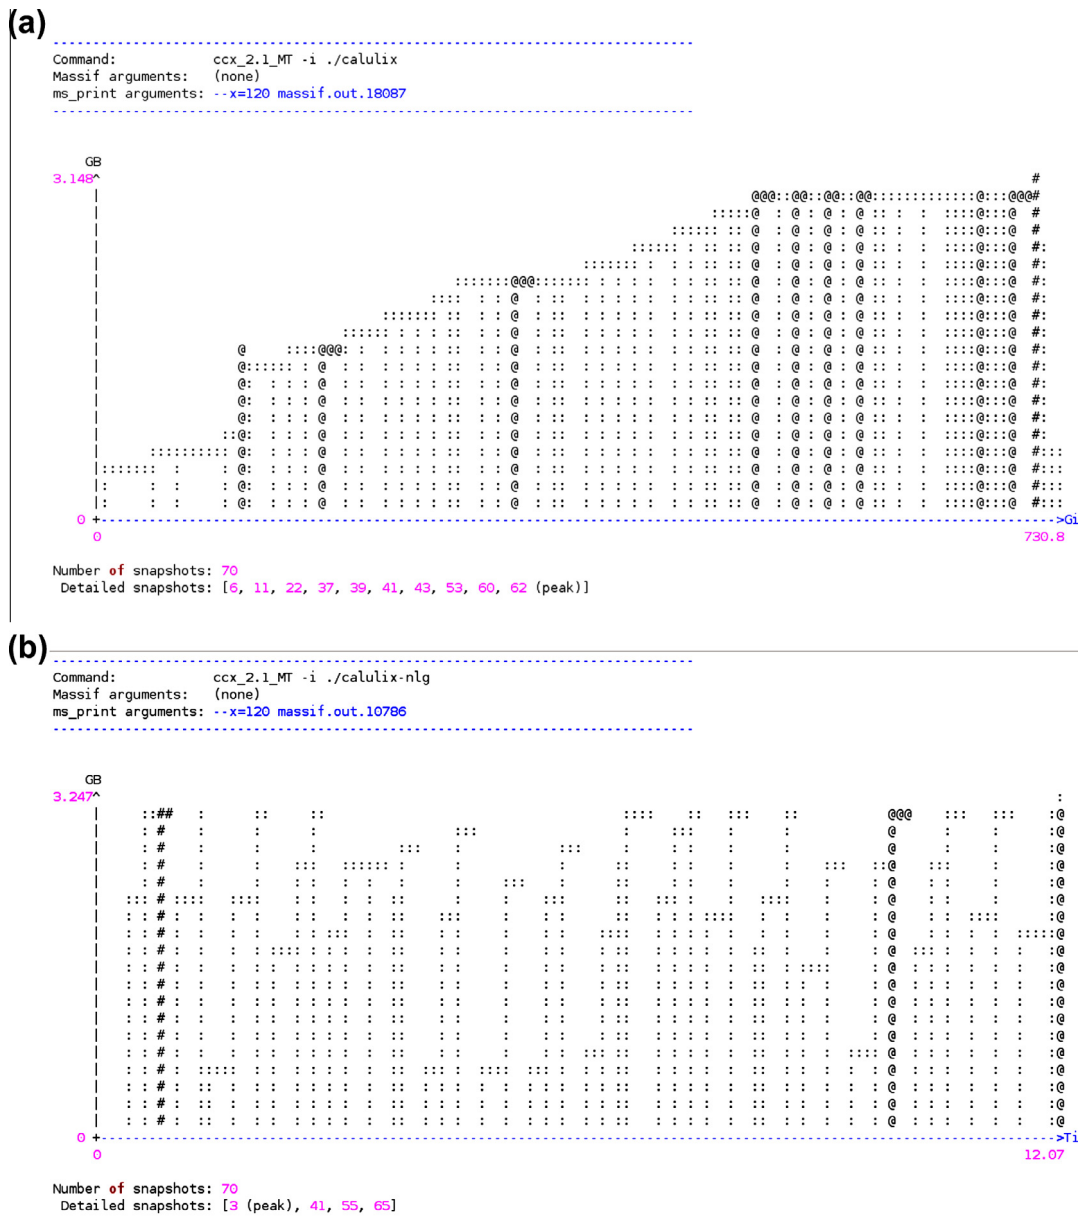 (a)
Command: ccx_2.1_MT -i ./calulix
Massif arguments: (none)
ms_print arguments: --x=120 massif.out.18087
GB
3.148^
0 +
->Gi
0 730.8
Number of snapshots: 70
Detailed snapshots: [6, 11, 22, 37, 39, 41, 43, 53, 60, 62 (peak)]
(b)
Command: ccx_2.1_MT -i ./calulix-nlg
Massif arguments: (none)
ms_print arguments: --x=120 massif.out.10786
GB
3.247^
0 +
->Ti
0 12.07
Number of snapshots: 70
Detailed snapshots: [3 (peak), 41, 55, 65]